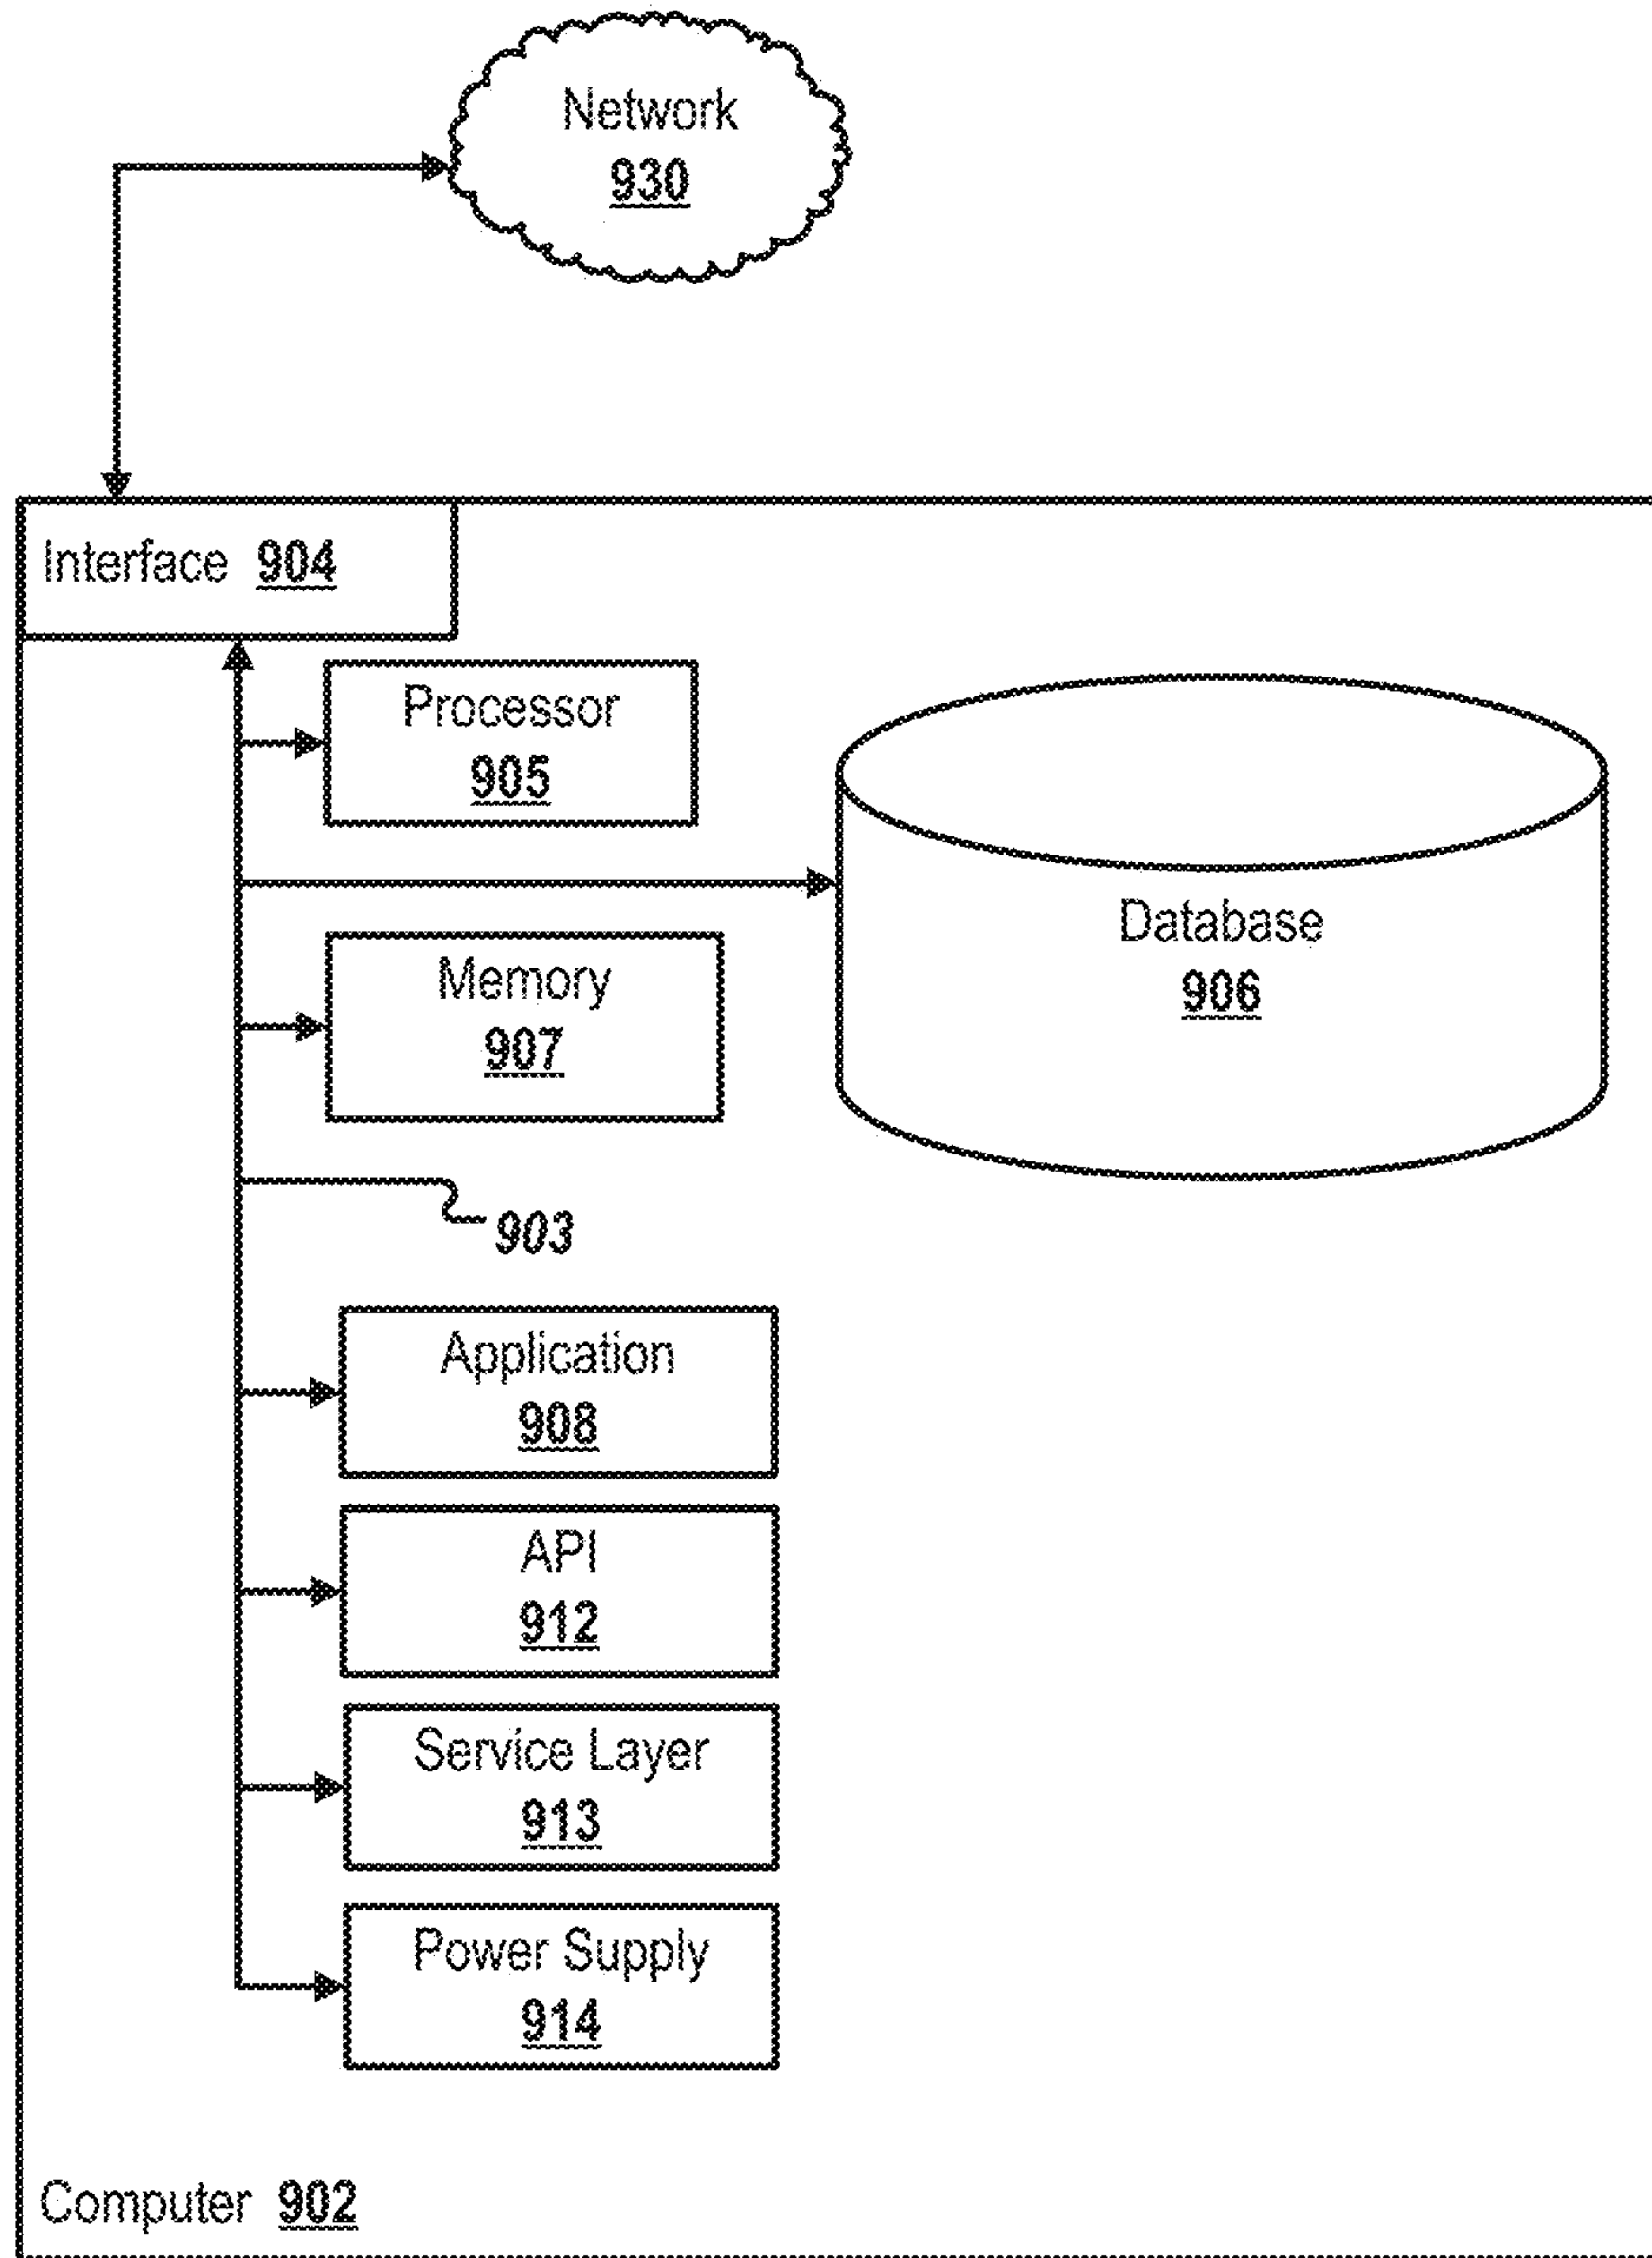 Network
930
Interface 904
Processor
905
Database
906
Memory
907
903
Application
908
API
912
Service Layer
913
Power Supply
914
Computer 902